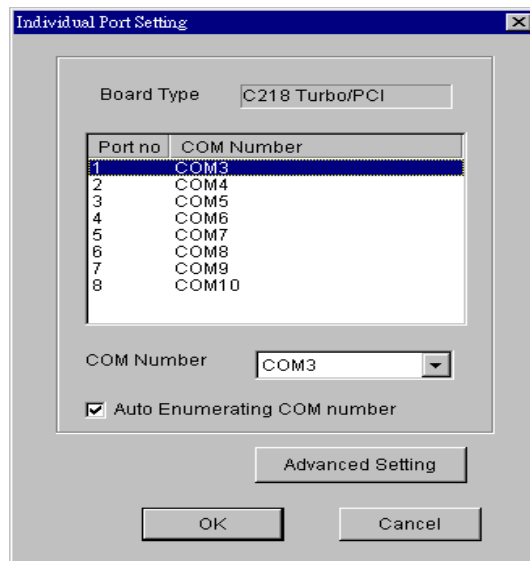 Individual Port Setting
Board Type C218 Turbo/PCI
Port no COM Number
1 COM3
2 COM4
3 COM5
4 COM6
5 COM7
6 COM8
7 COM9
8 COM10
COM Number COM3
Auto Enumerating COM number
Advanced Setting
OK Cancel